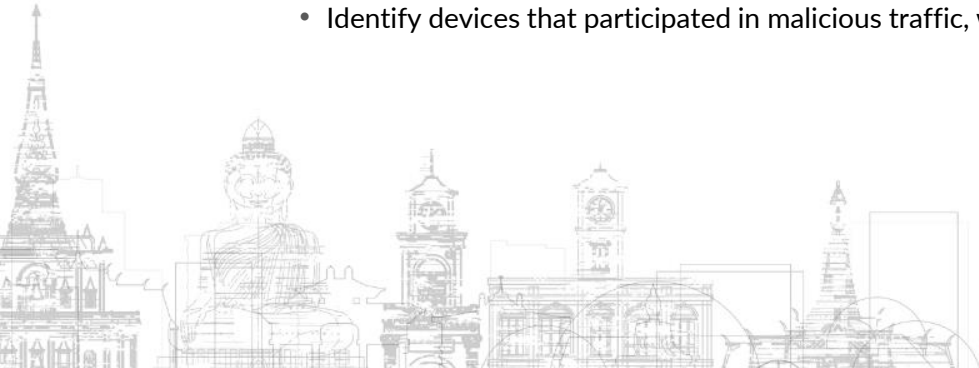 • Identify devices that participated in malicious traffic,